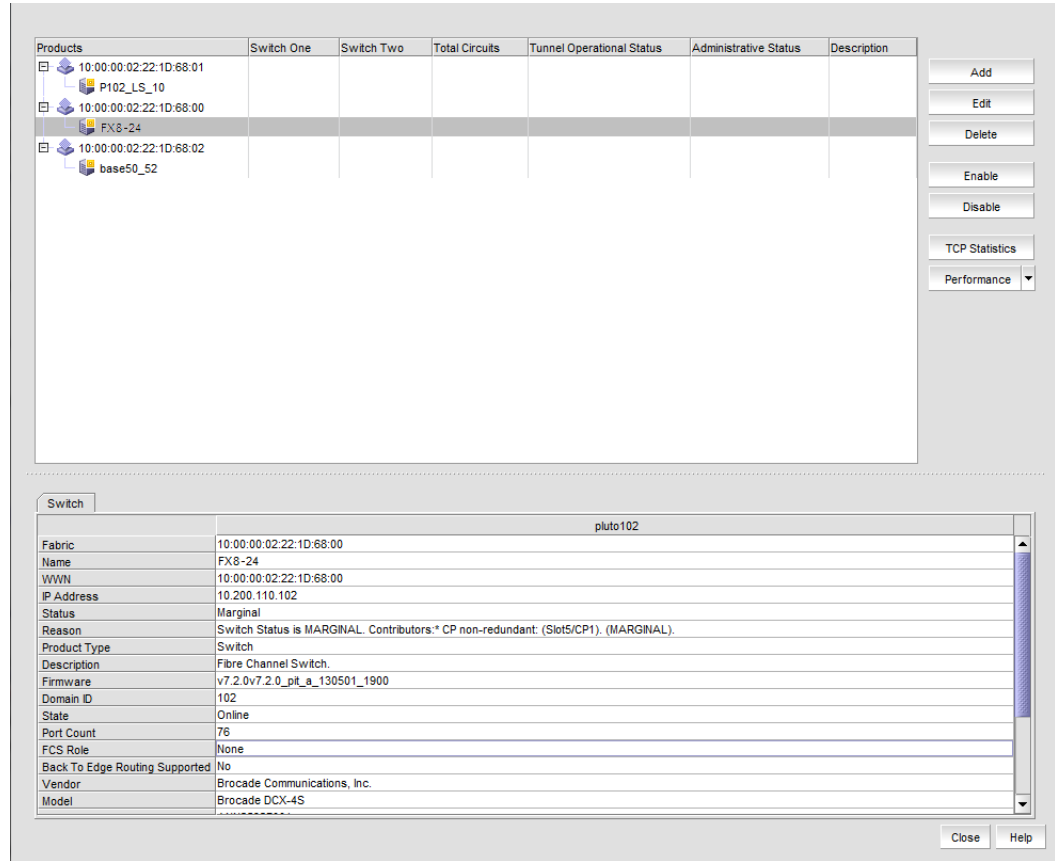 Products Switch One Switch Two Total Circuits Tunnel Operational Status Administrative Status Description
10:00:00:02:22:1D:68:01
P102_LS_10
10:00:00:02:22:1D:68:00
FX8-24
10:00:00:02:22:1D:68:02
base50_52
Add
Edit
Delete
Enable
Disable
TCP Statistics
Performance
Switch
pluto102
Fabric 10:00:00:02:22:1D:68:00
Name FX8-24
WWN 10:00:00:02:22:1D:68:00
IP Address 10.200.110.102
Status Marginal
Reason Switch Status is MARGINAL. Contributors:* CP non-redundant: (Slot5/CP1). (MARGINAL).
Product Type Switch
Description Fibre Channel Switch.
Firmware v7.2.0v7.2.0_pit_a_130501_1900
Domain ID 102
State Online
Port Count 76
FCS Role None
Back To Edge Routing Supported No
Vendor Brocade Communications, Inc.
Model Brocade DCX-4S
Close Help